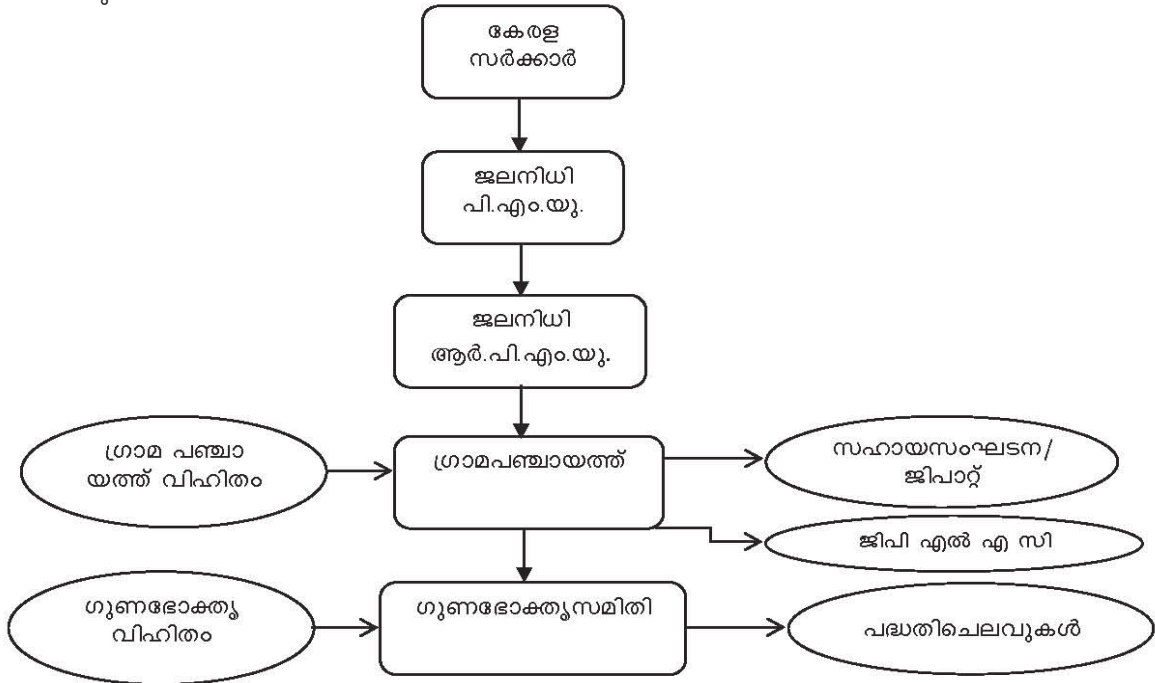 കേരള
സർക്കാർ
ജലനിധി
പി.എം.യു.
ജലനിധി
ആർ.പി.എം.യു.
ഗ്രാമ പഞ്ചാ
യത്ത് വിഹിതം
ഗ്രാമപഞ്ചായത്ത്
സഹായസംഘടന/
ജിപാറ്റ്
ജിപി എൽ എ സി
ഗുണഭോക്തൃ
വിഹിതം
ഗുണഭോക്തൃസമിതി
പദ്ധതിചെലവുകൾ